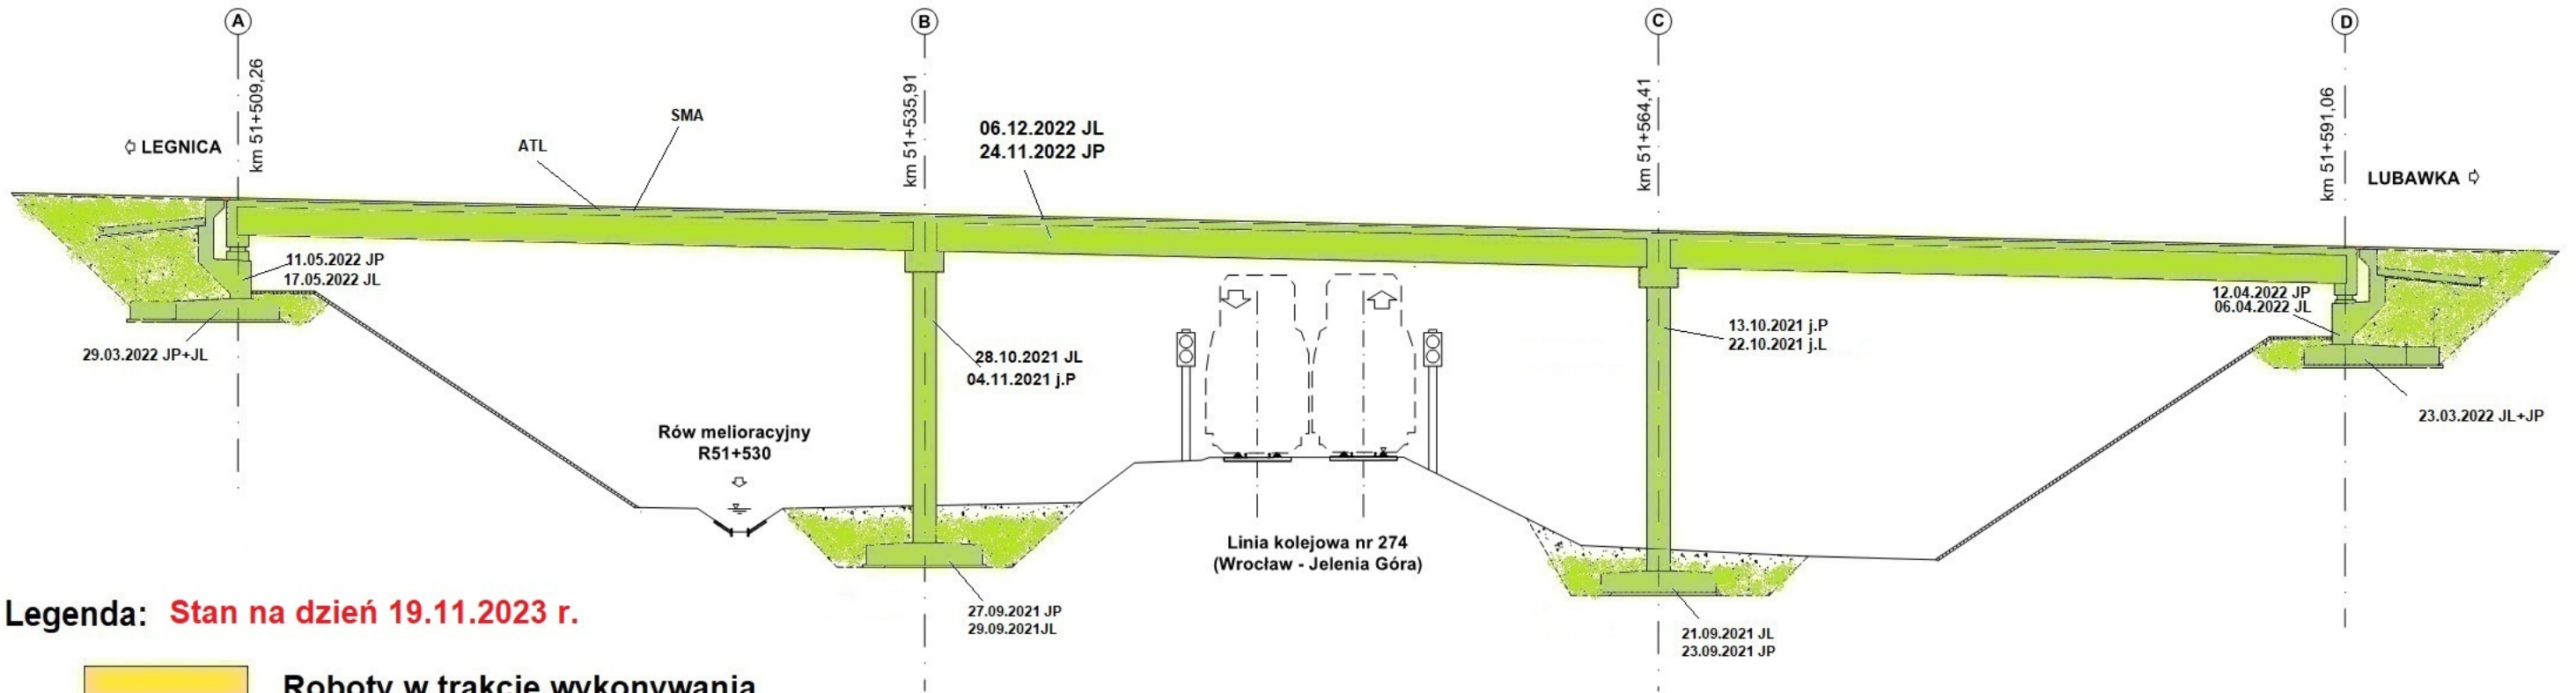 A
B
C
D
km 51+509,26
km 51+535,91
km 51+564,41
km 51+591,06
LEGNICA
ATL
SMA
06.12.2022 JL
24.11.2022 JP
LUBAWKA
11.05.2022 JP
17.05.2022 JL
12.04.2022 JP
06.04.2022 JL
29.03.2022 JP+JL
28.10.2021 JL
04.11.2021 j.P
13.10.2021 j.P
22.10.2021 j.L
23.03.2022 JL+JP
Rów melioracyjny
R51+530
Linia kolejowa nr 274
(Wrocław - Jelenia Góra)
27.09.2021 JP
29.09.2021JL
21.09.2021 JL
23.09.2021 JP
Legenda: Stan na dzień 19.11.2023 r.
Roboty w trakcie wykonywania